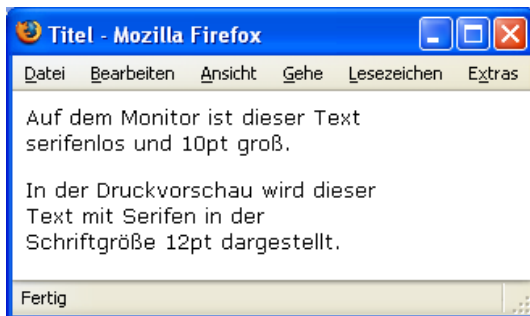 Titel - Mozilla Firefox
Datei Bearbeiten Ansicht Gehe Lesezeichen Extras
Auf dem Monitor ist dieser Text
serifenlos und 10pt groß.
In der Druckvorschau wird dieser
Text mit Serifen in der
Schriftgröße 12pt dargestellt.
Fertig